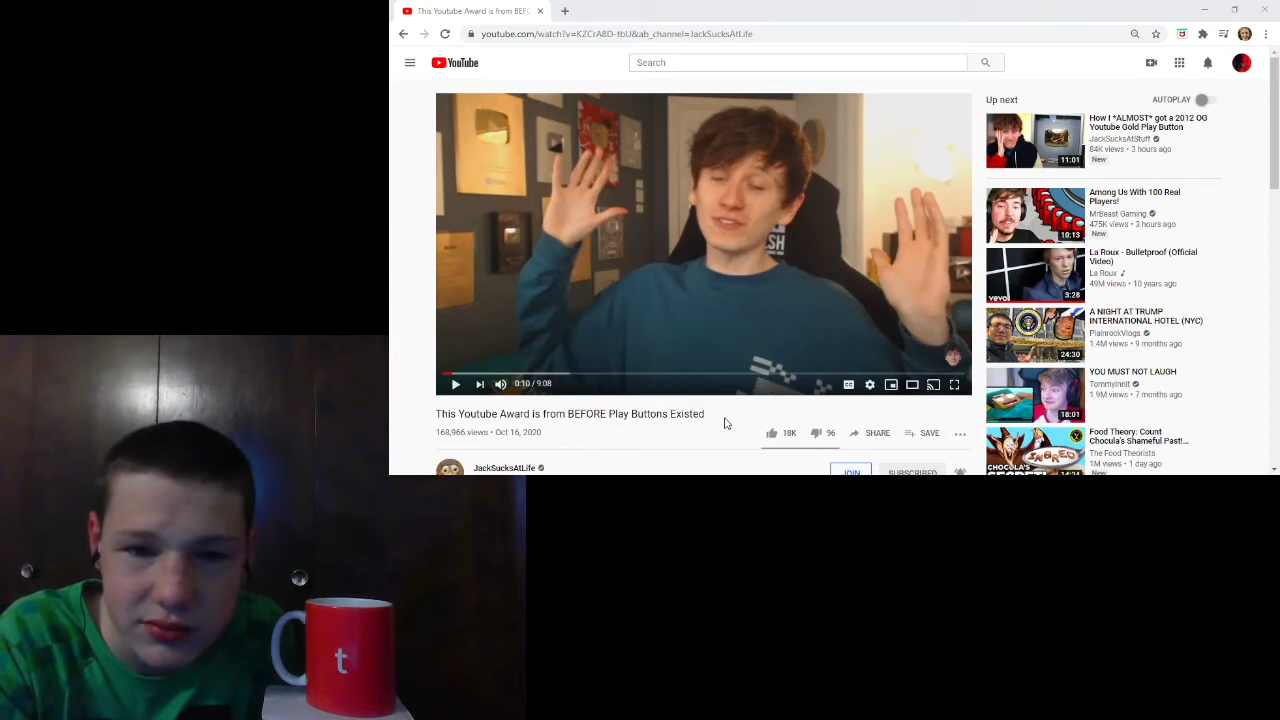 This Youtube Award is from BEFO
youtube.com/watch?v=KZCrA8D-tbU&ab_channel=JackSucksAtLife
YouTube
Search
Up next
AUTOPLAY
How I *ALMOST* got a 2012 OG
Youtube Gold Play Button
JackSucksAtStuff
84K views • 3 hours ago
New
11:01
Among Us With 100 Real
Players!
MrBeast Gaming
475K views • 3 hours ago
New
10:13
La Roux - Bulletproof (Official
Video)
La Roux
49M views • 10 years ago
vevo
3:28
A NIGHT AT TRUMP
INTERNATIONAL HOTEL (NYC)
PlainrockVlogs
1.4M views • 9 months ago
24:30
YOU MUST NOT LAUGH
TommyInnit
1.9M views • 7 months ago
18:01
Food Theory: Count
Chocula's Shameful Past!...
The Food Theorists
1M views • 1 day ago
New
0:10 / 9:08
This Youtube Award is from BEFORE Play Buttons Existed
168,966 views • Oct 16, 2020
18K
96
SHARE
SAVE
JackSucksAtLife
JOIN
SUBSCRIBED
t